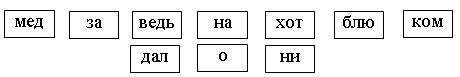 мед за ведь на хот блю ком
дал о ни